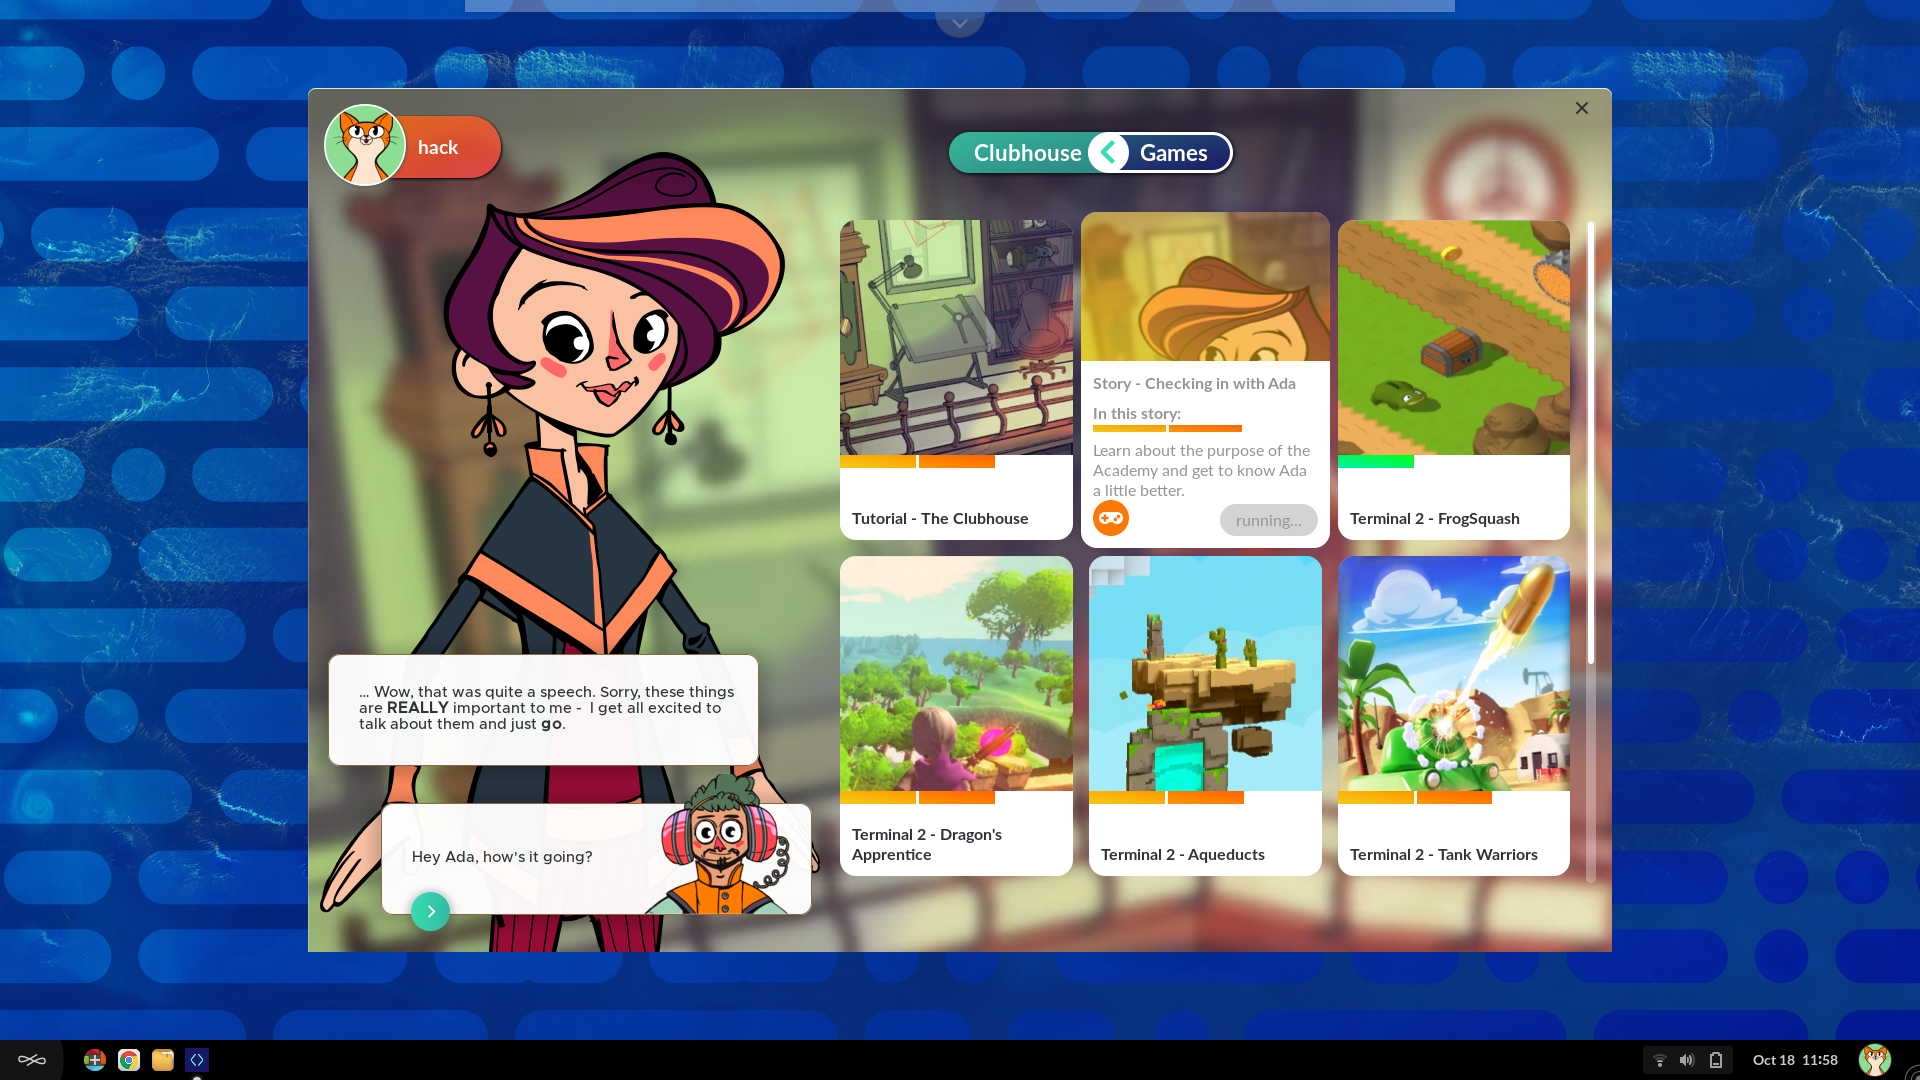 hack
Clubhouse
Games
Tutorial - The Clubhouse
Story - Checking in with Ada
In this story:
Learn about the purpose of the
Academy and get to know Ada
a little better.
running...
Terminal 2 - FrogSquash
Terminal 2 - Dragon's
Apprentice
Terminal 2 - Aqueducts
Terminal 2 - Tank Warriors
... Wow, that was quite a speech. Sorry, these things
are REALLY important to me -  I get all excited to
talk about them and just go.
Hey Ada, how's it going?
Oct 18  11:58